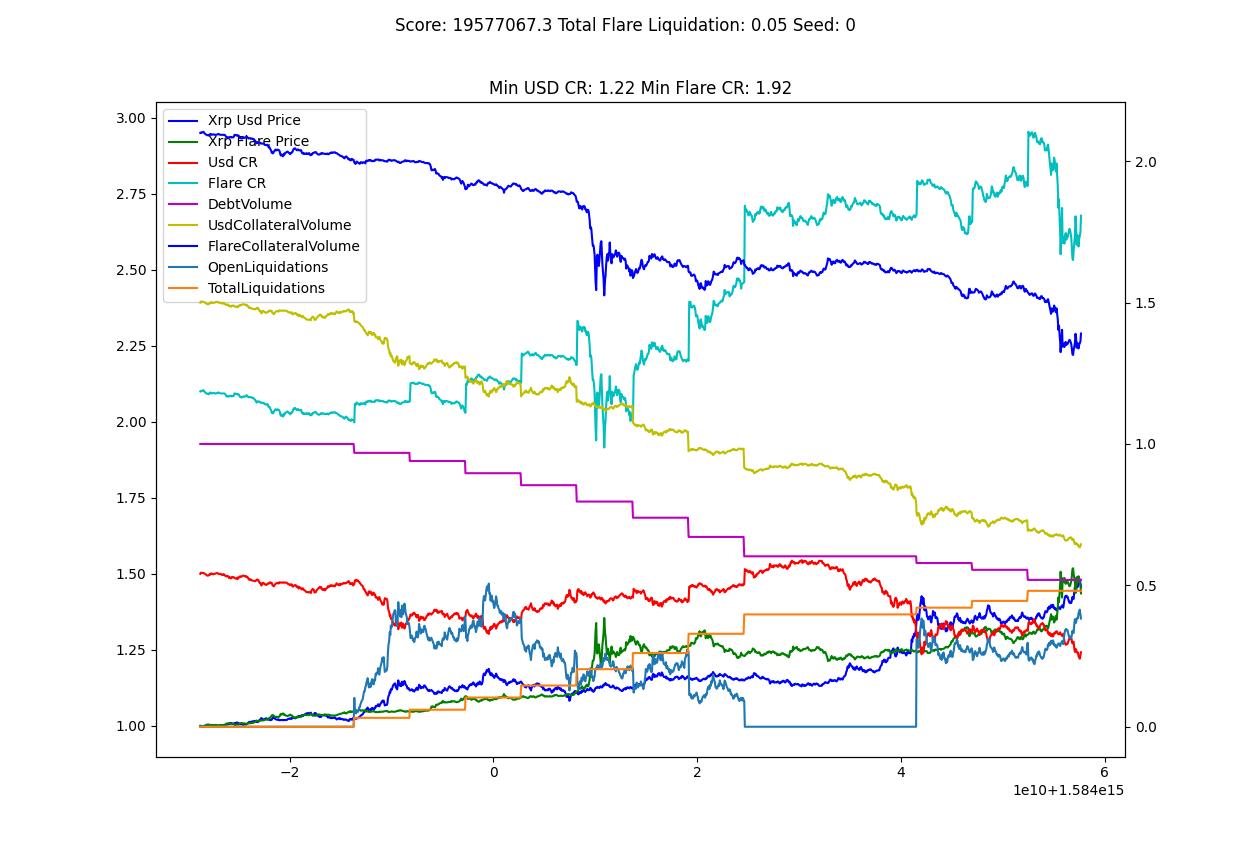 Score: 19577067.3 Total Flare Liquidation: 0.05 Seed: 0
Min USD CR: 1.22 Min Flare CR: 1.92
3.00
2.75
2.50
2.25
2.00
1.75
1.50
1.25
1.00
Xrp Usd Price
Xrp Flare Price
Usd CR
Flare CR
DebtVolume
UsdCollateralVolume
FlareCollateralVolume
OpenLiquidations
TotalLiquidations
2.0
1.5
1.0
0.5
0.0
−2 0 2 4 6
1e10+1.584e15